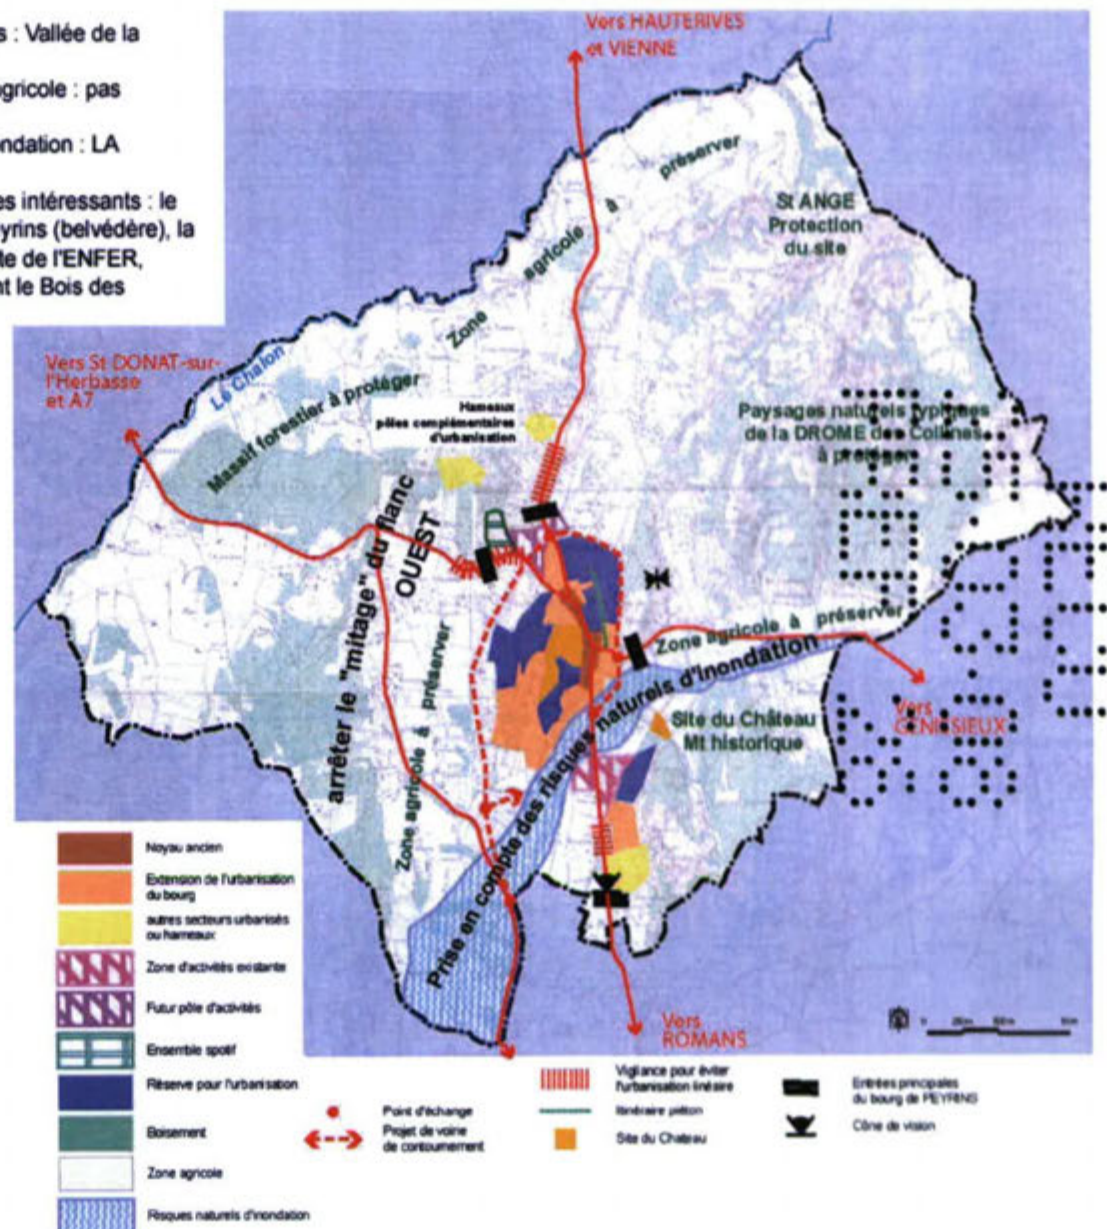 s : Vallée de la
gricole : pas
ondation : LA
es intéressants : le
yrins (belvédère), la
te de l'ENFER,
nt le Bois des
Vers HAUTERIVES
et VIENNE
Zone agricole à préserver
St ANGE
Protection
du site
Vers St DONAT-sur-
l'Herbasse
et A7
Le Chalon
Massif forestier à protéger
Hameaux
pôles complémentaires
d'urbanisation
Paysages naturels typiques
de la DROME des Collines
à protéger
arrêter le "mitage" du flanc
OUEST
Zone agricole à préserver
Zone agricole à préserver
Prise en compte des risques naturels d'inondation
Site du Château
Mt historique
Vers
GENISSIEUX
Vers
ROMANS
Noyau ancien
Extension de l'urbanisation
du bourg
autres secteurs urbanisés
ou hameaux
Zone d'activités existante
Futur pôle d'activités
Ensemble spotif
Réserve pour l'urbanisation
Boisement
Zone agricole
Risques naturels d'inondation
Point d'échange
Projet de voirie
de contournement
Vigilance pour éviter
l'urbanisation linéaire
Itinéraire piéton
Site du Chateau
Entrées principales
du bourg de PEYRINS
Cône de vision